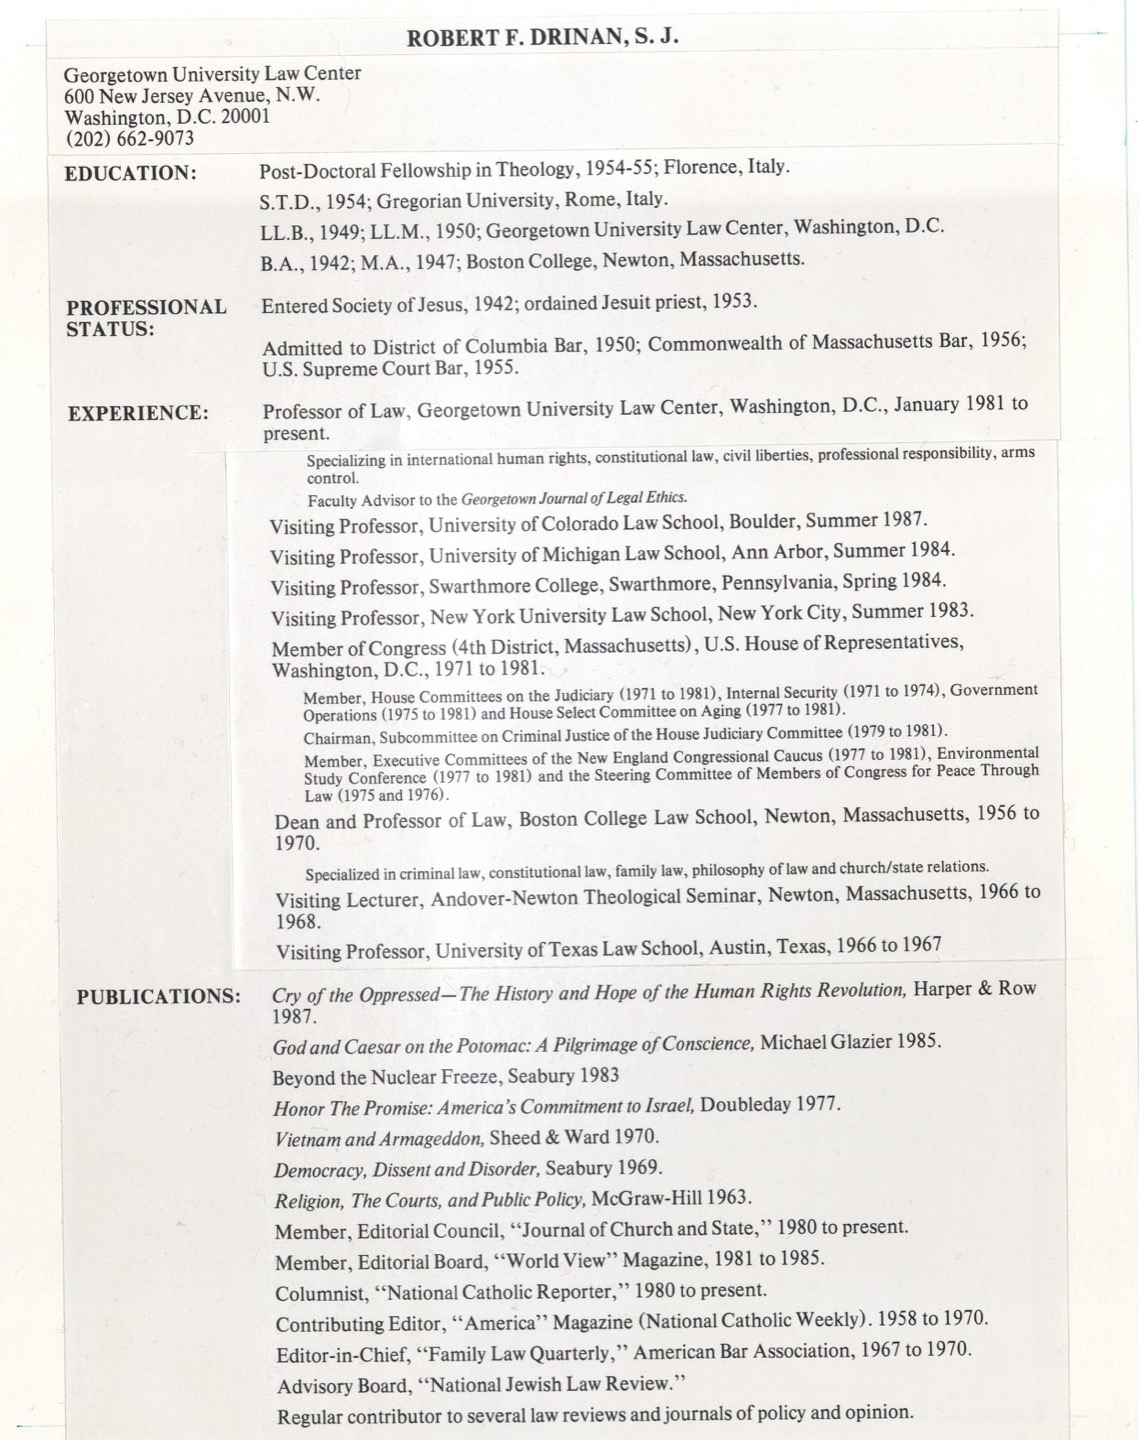 ROBERT F. DRINAN, S. J.
Georgetown University Law Center
600 New Jersey Avenue, N.W.
Washington, D.C. 20001
(202) 662-9073
EDUCATION: Post-Doctoral Fellowship in Theology, 1954-55; Florence, Italy.
S.T.D., 1954; Gregorian University, Rome, Italy.
LL.B., 1949; LL.M., 1950; Georgetown University Law Center, Washington, D.C.
B.A., 1942; M.A., 1947; Boston College, Newton, Massachusetts.
PROFESSIONAL STATUS: Entered Society of Jesus, 1942; ordained Jesuit priest, 1953.
Admitted to District of Columbia Bar, 1950; Commonwealth of Massachusetts Bar, 1956;
U.S. Supreme Court Bar, 1955.
EXPERIENCE: Professor of Law, Georgetown University Law Center, Washington, D.C., January 1981 to
present.
Specializing in international human rights, constitutional law, civil liberties, professional responsibility, arms
control.
Faculty Advisor to the Georgetown Journal of Legal Ethics.
Visiting Professor, University of Colorado Law School, Boulder, Summer 1987.
Visiting Professor, University of Michigan Law School, Ann Arbor, Summer 1984.
Visiting Professor, Swarthmore College, Swarthmore, Pennsylvania, Spring 1984.
Visiting Professor, New York University Law School, New York City, Summer 1983.
Member of Congress (4th District, Massachusetts), U.S. House of Representatives,
Washington, D.C., 1971 to 1981.
Member, House Committees on the Judiciary (1971 to 1981), Internal Security (1971 to 1974), Government
Operations (1975 to 1981) and House Select Committee on Aging (1977 to 1981).
Chairman, Subcommittee on Criminal Justice of the House Judiciary Committee (1979 to 1981).
Member, Executive Committees of the New England Congressional Caucus (1977 to 1981), Environmental
Study Conference (1977 to 1981) and the Steering Committee of Members of Congress for Peace Through
Law (1975 and 1976).
Dean and Professor of Law, Boston College Law School, Newton, Massachusetts, 1956 to
1970.
Specialized in criminal law, constitutional law, family law, philosophy of law and church/state relations.
Visiting Lecturer, Andover-Newton Theological Seminar, Newton, Massachusetts, 1966 to
1968.
Visiting Professor, University of Texas Law School, Austin, Texas, 1966 to 1967
PUBLICATIONS: Cry of the Oppressed—The History and Hope of the Human Rights Revolution, Harper & Row
1987.
God and Caesar on the Potomac: A Pilgrimage of Conscience, Michael Glazier 1985.
Beyond the Nuclear Freeze, Seabury 1983
Honor The Promise: America's Commitment to Israel, Doubleday 1977.
Vietnam and Armageddon, Sheed & Ward 1970.
Democracy, Dissent and Disorder, Seabury 1969.
Religion, The Courts, and Public Policy, McGraw-Hill 1963.
Member, Editorial Council, “Journal of Church and State,” 1980 to present.
Member, Editorial Board, “World View” Magazine, 1981 to 1985.
Columnist, “National Catholic Reporter,” 1980 to present.
Contributing Editor, “America” Magazine (National Catholic Weekly). 1958 to 1970.
Editor-in-Chief, “Family Law Quarterly,” American Bar Association, 1967 to 1970.
Advisory Board, “National Jewish Law Review.”
Regular contributor to several law reviews and journals of policy and opinion.